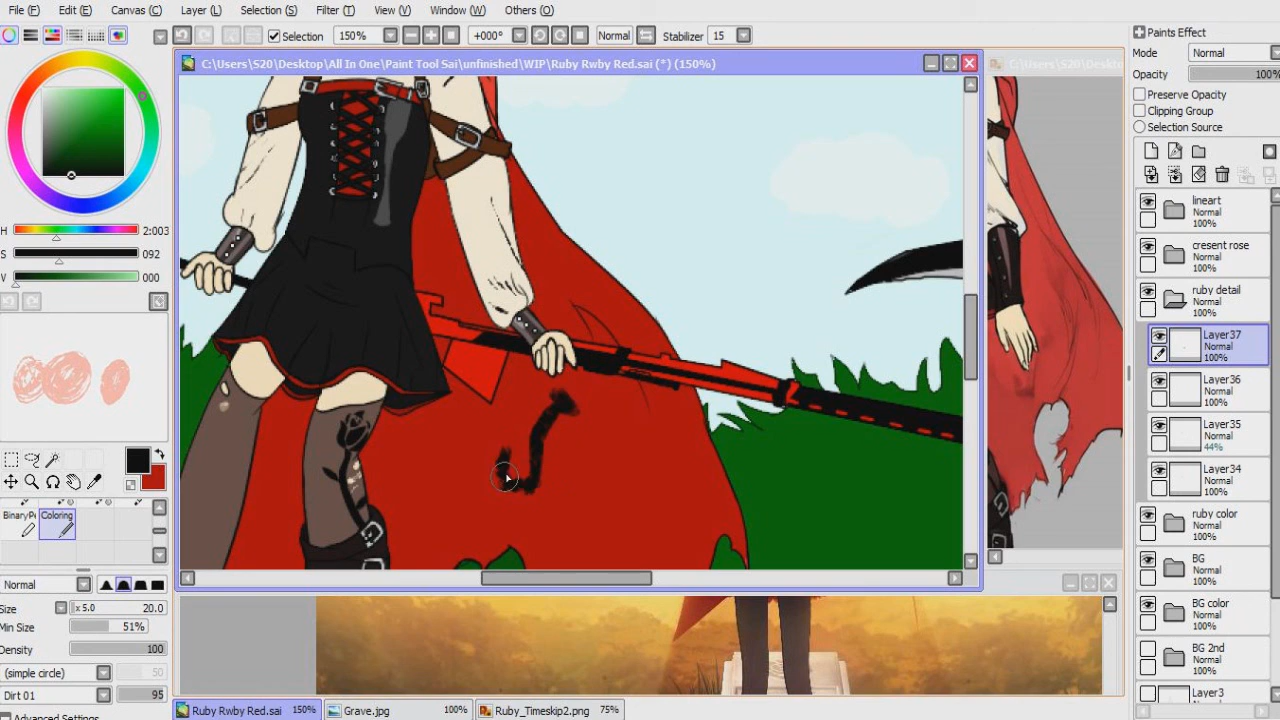 File (F) Edit (E) Canvas (C) Layer (L) Selection (S) Filter (T) View (V) Window (W) Others (O)
Selection 150% +000° Normal Stabilizer 15
C:\Users\S20\Desktop\All In One\Paint Tool Sai\unfinished\WIP\Ruby Rwby Red.sai (*) (150%)
C:\Users\S20\Desktop
Paints Effect
Mode Normal
Opacity 100%
Preserve Opacity
Clipping Group
Selection Source
H 2:003
S 092
V 000
lineart
Normal
100%
cresent rose
Normal
100%
ruby detail
Normal
100%
Layer37
Normal
100%
Layer36
Normal
100%
Layer35
Normal
44%
Layer34
Normal
100%
ruby color
Normal
100%
BG
Normal
100%
BG color
Normal
100%
BG 2nd
Normal
100%
Layer3
Normal
BinaryPe Coloring
Normal
Size x 5.0 20.0
Min Size 51%
Density 100
(simple circle) 50
Dirt 01 95
Advanced Settings
Ruby Rwby Red.sai 150% Grave.jpg 100% Ruby_Timeskip2.png 75%